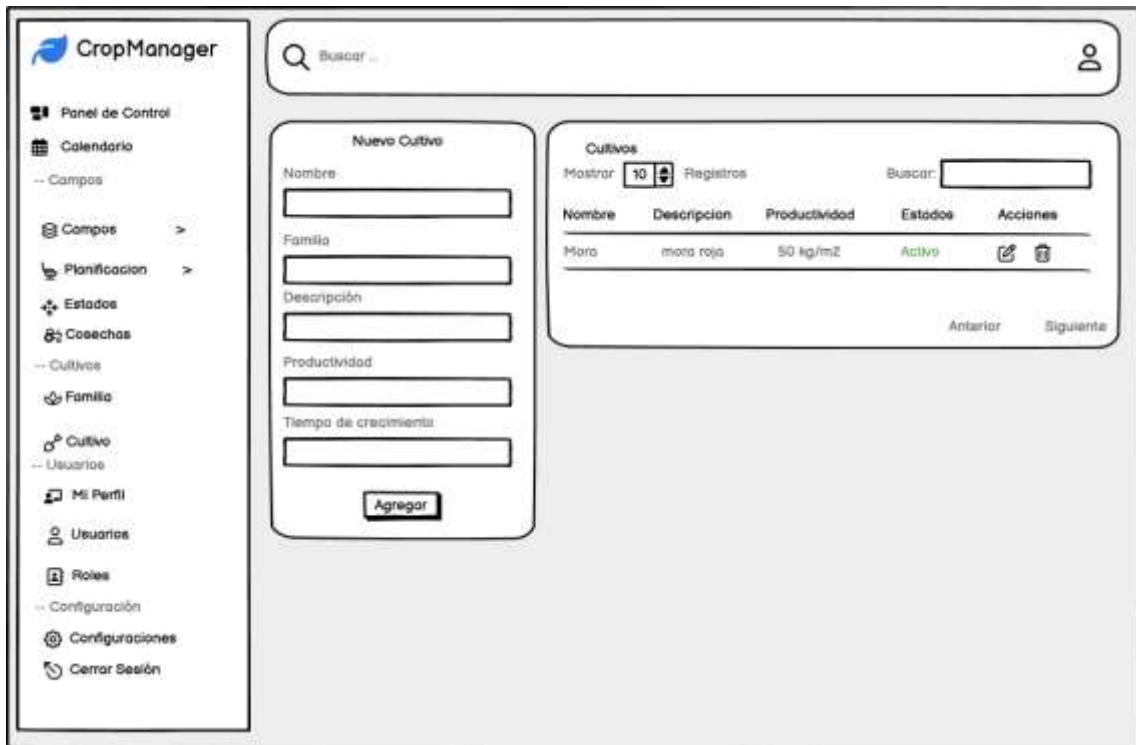 CropManager
Panel de Control
Calendario
-- Campos
Campos >
Planificacion >
Estados
Cosechas
-- Cultivos
Familia
Cultivo
-- Usuarios
Mi Perfil
Usuarios
Roles
-- Configuración
Configuraciones
Cerrar Sesión
Buscar ...
Nuevo Cultivo
Nombre
Familia
Descripción
Productividad
Tiempo de crecimiento
Agregar
Cultivos
Mostrar 10 Registros Buscar:
Nombre Descripcion Productividad Estados Acciones
Mora mora roja 50 kg/m2 Activo
Anterior Siguiente